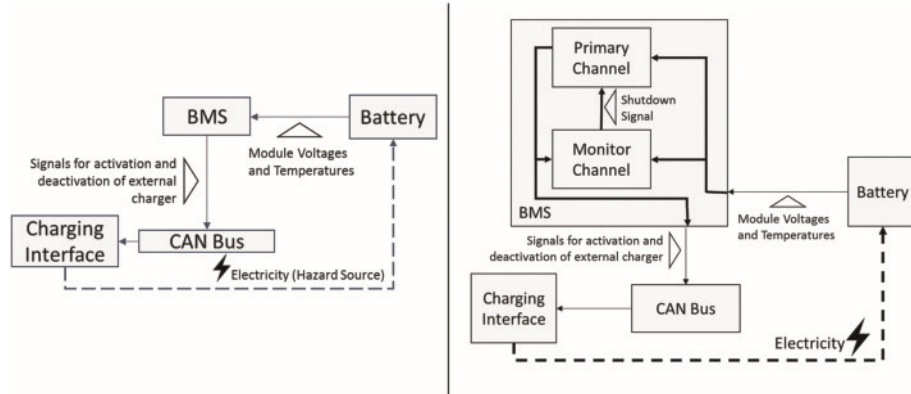 BMS
Battery
Module Voltages
and Temperatures
Signals for activation and
deactivation of external
charger
Charging
Interface
CAN Bus
Electricity (Hazard Source)
Primary
Channel
Shutdown
Signal
Monitor
Channel
BMS
Battery
Module Voltages
and Temperatures
Signals for activation and
deactivation of external
charger
Charging
Interface
CAN Bus
Electricity